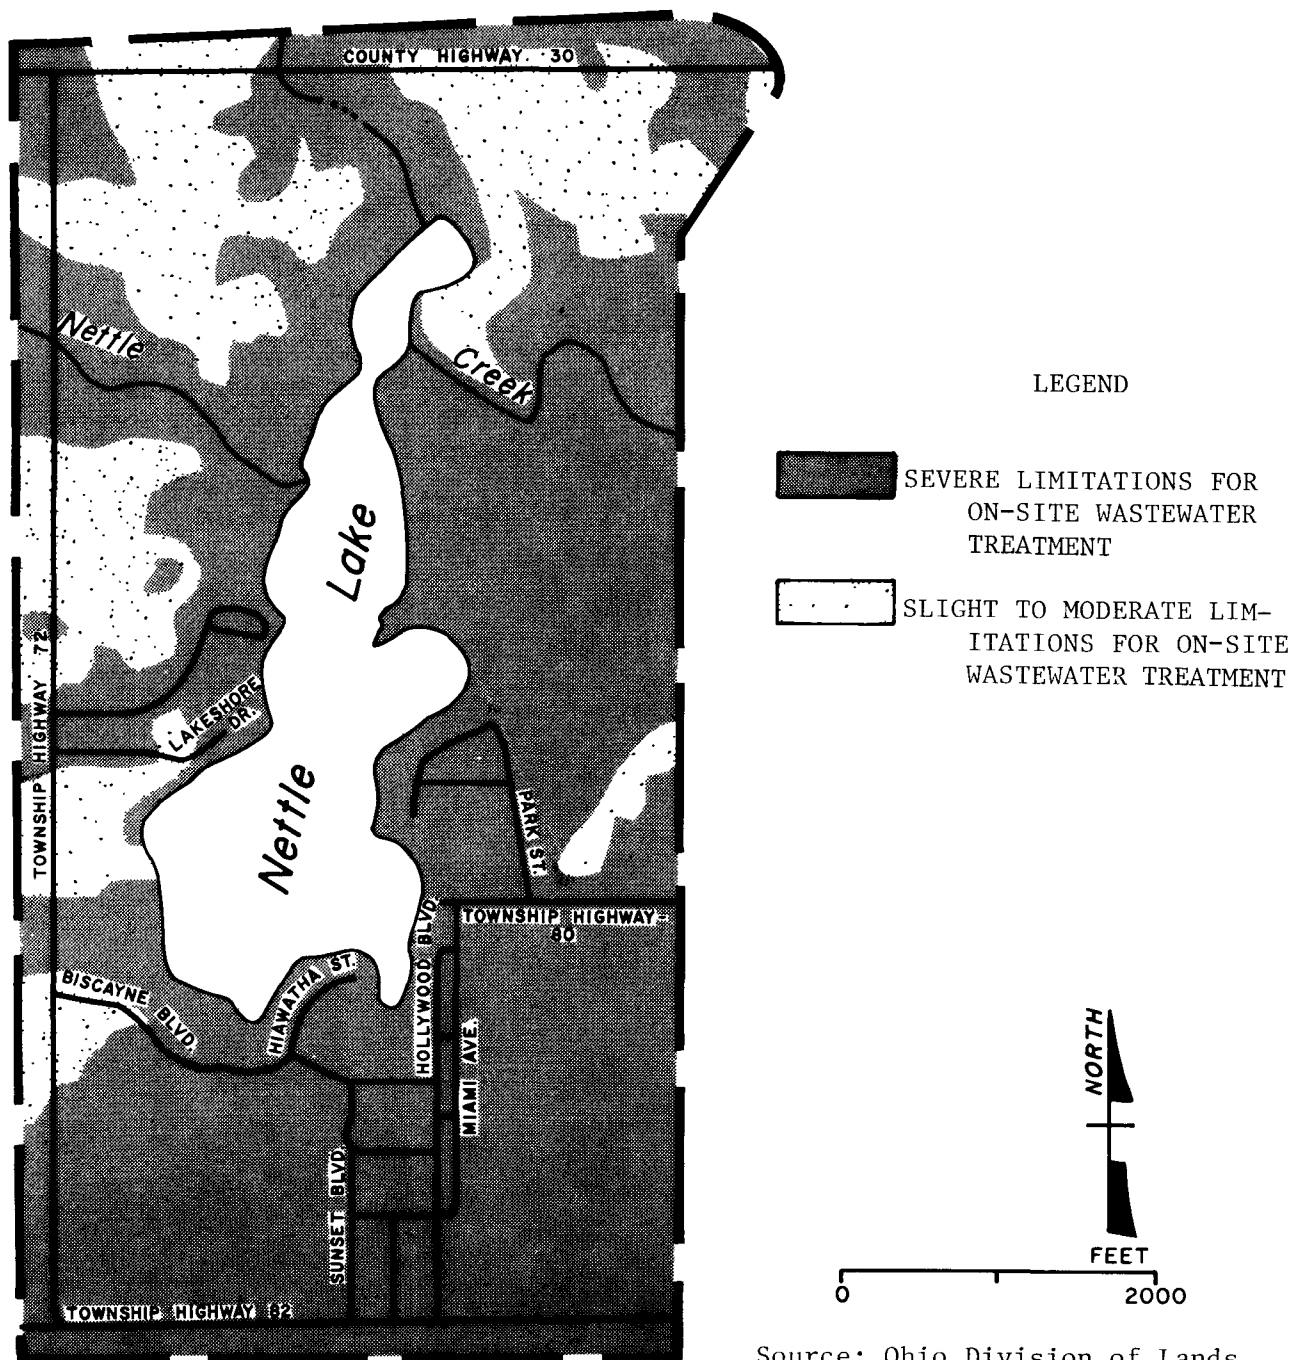 COUNTY HIGHWAY. 30
Nettle
Creek
LEGEND
SEVERE LIMITATIONS FOR
ON-SITE WASTEWATER
TREATMENT
Lake
SLIGHT TO MODERATE LIM-
ITATIONS FOR ON-SITE
WASTEWATER TREATMENT
TOWNSHIP HIGHWAY 72
LAKESHORE
DR.
Nettle
PARK ST.
TOWNSHIP HIGHWAY
80
HOLLYWOOD BLVD.
BISCAYNE BLVD.
HIAWATHA ST.
MIAMI AVE.
SUNSET BLVD.
TOWNSHIP HIGHWAY 62
NORTH
FEET
0 2000
Source: Ohio Division of Lands